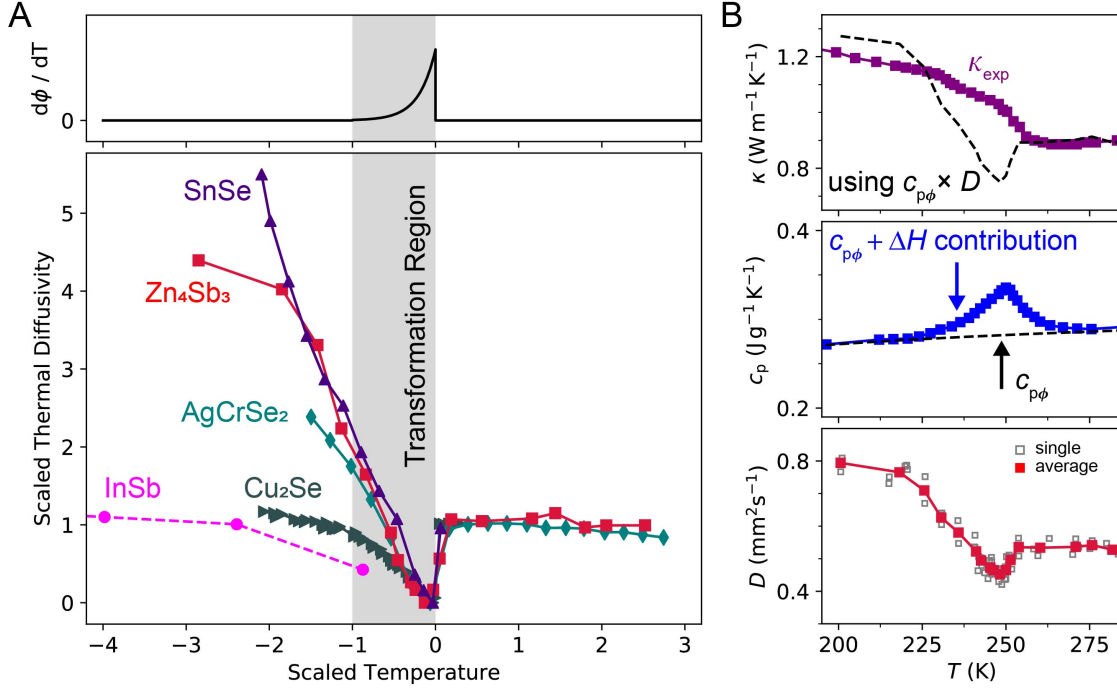 A
dϕ / dT
0
SnSe
Zn₄Sb₃
AgCrSe₂
InSb
Cu₂Se
Transformation Region
Scaled Thermal Diffusivity
5
4
3
2
1
0
−4 −3 −2 −1 0 1 2 3
Scaled Temperature
B
κ (W m⁻¹ K⁻¹)
1.2
0.9
κexp
using cpϕ × D
cp (J g⁻¹ K⁻¹)
0.4
0.2
cpϕ + ΔH contribution
cpϕ
D (mm² s⁻¹)
0.8
0.4
single
average
200 225 250 275
T (K)